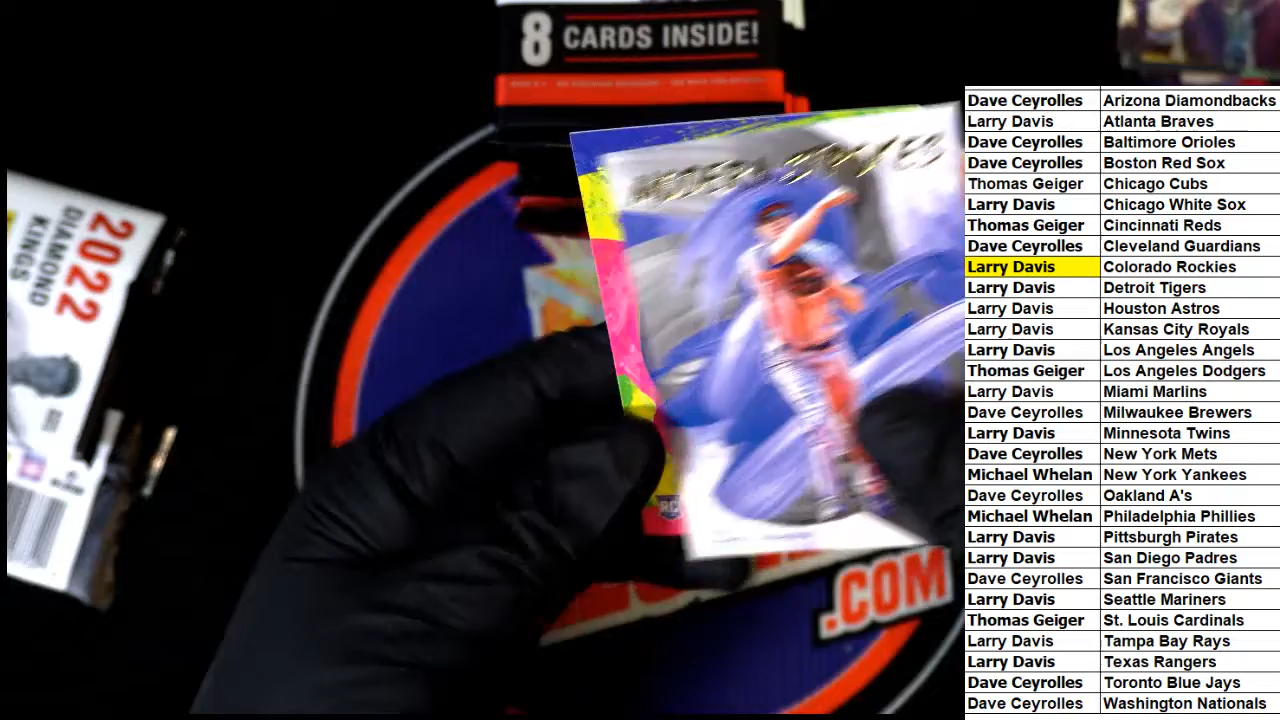 8 CARDS INSIDE!
2022
DIAMOND
KINGS
RC
.COM
Dave Ceyrolles Arizona Diamondbacks
Larry Davis Atlanta Braves
Dave Ceyrolles Baltimore Orioles
Dave Ceyrolles Boston Red Sox
Thomas Geiger Chicago Cubs
Larry Davis Chicago White Sox
Thomas Geiger Cincinnati Reds
Dave Ceyrolles Cleveland Guardians
Larry Davis Colorado Rockies
Larry Davis Detroit Tigers
Larry Davis Houston Astros
Larry Davis Kansas City Royals
Larry Davis Los Angeles Angels
Thomas Geiger Los Angeles Dodgers
Larry Davis Miami Marlins
Dave Ceyrolles Milwaukee Brewers
Larry Davis Minnesota Twins
Dave Ceyrolles New York Mets
Michael Whelan New York Yankees
Dave Ceyrolles Oakland A's
Michael Whelan Philadelphia Phillies
Larry Davis Pittsburgh Pirates
Larry Davis San Diego Padres
Dave Ceyrolles San Francisco Giants
Larry Davis Seattle Mariners
Thomas Geiger St. Louis Cardinals
Larry Davis Tampa Bay Rays
Larry Davis Texas Rangers
Dave Ceyrolles Toronto Blue Jays
Dave Ceyrolles Washington Nationals